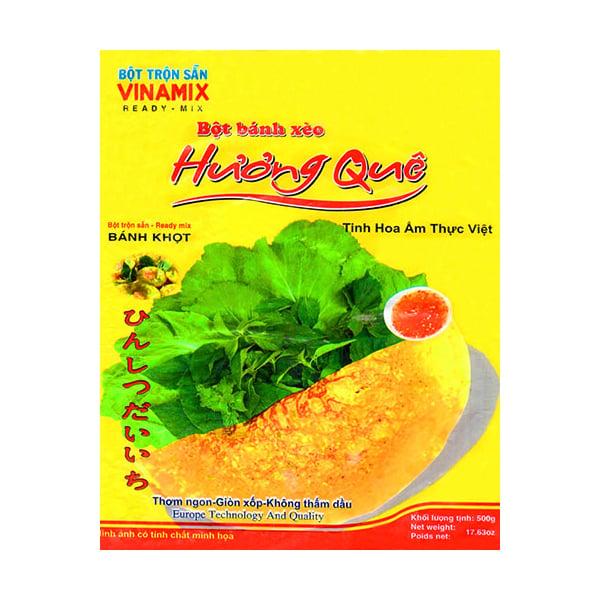 BỘT TRỘN SẴN
VINAMIX
READY - MIX
Bột bánh xèo
Hương Quê
Bột trộn sẵn - Ready mix
BÁNH KHỌT
Tinh Hoa Ẩm Thực Việt
ひんしつだいいち
Thơm ngon-Giòn xốp-Không thấm dầu
Europe Technology And Quality
Khối lượng tịnh: 500g
Net weight:
Poids net: 17.63oz
Hình ảnh có tính chất minh họa